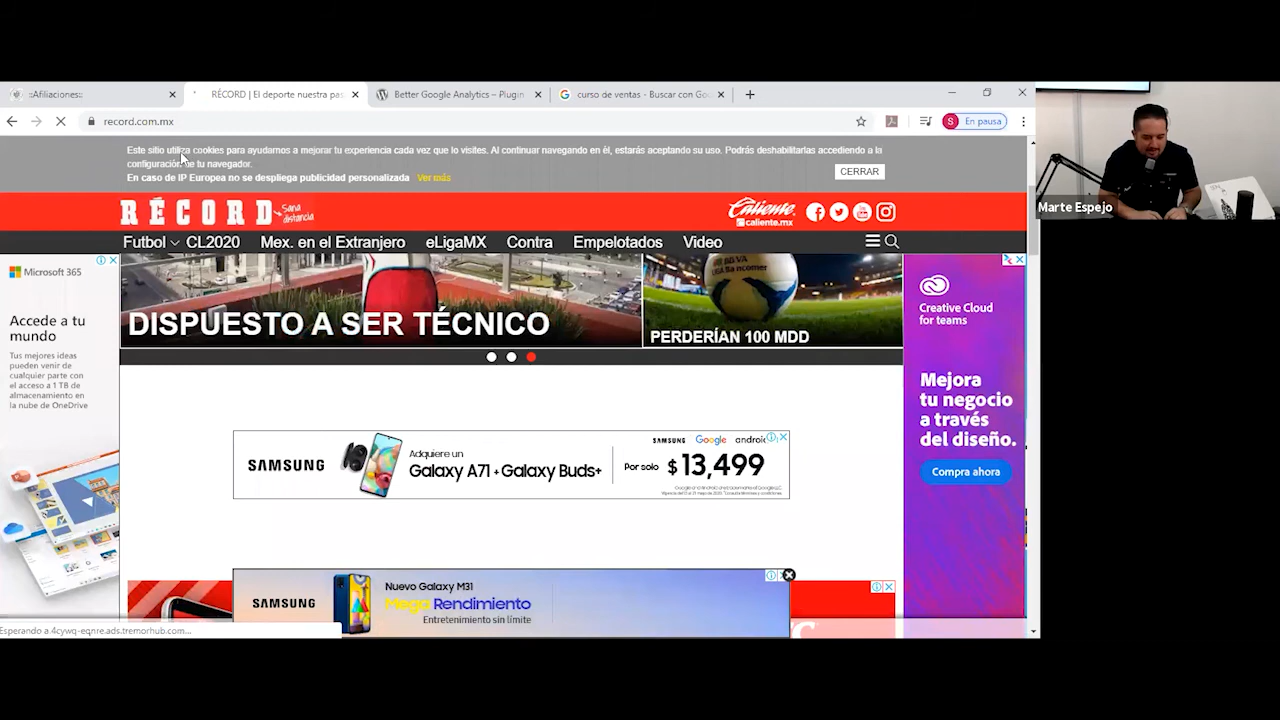 ::Afiliaciones::
RÉCORD | El deporte nuestra pas
Better Google Analytics – Plugin
curso de ventas - Buscar con Goo
record.com.mx
S
En pausa
Este sitio utiliza cookies para ayudarnos a mejorar tu experiencia cada vez que lo visites. Al continuar navegando en él, estarás aceptando su uso. Podrás deshabilitarlas accediendo a la
configuración de tu navegador.
En caso de IP Europea no se despliega publicidad personalizada Ver más
CERRAR
RÉCORD
Sana
distancia
Caliente
caliente.mx
Futbol CL2020 Mex. en el Extranjero eLigaMX Contra Empelotados Video
Microsoft 365
Accede a tu
mundo
Tus mejores ideas
pueden venir de
cualquier parte con
el acceso a 1 TB de
almacenamiento en
la nube de OneDrive
DISPUESTO A SER TÉCNICO
BBVA
LIGA Bancomer
PERDERÍAN 100 MDD
Creative Cloud
for teams
Mejora
tu negocio
a través
del diseño.
Compra ahora
SAMSUNG
Adquiere un
Galaxy A71 + Galaxy Buds+
SAMSUNG Google android
Por solo $13,499
SAMSUNG
Nuevo Galaxy M31
Mega Rendimiento
Entretenimiento sin límite
Esperando a 4cywq-eqnre.ads.tremorhub.com...
Marte Espejo